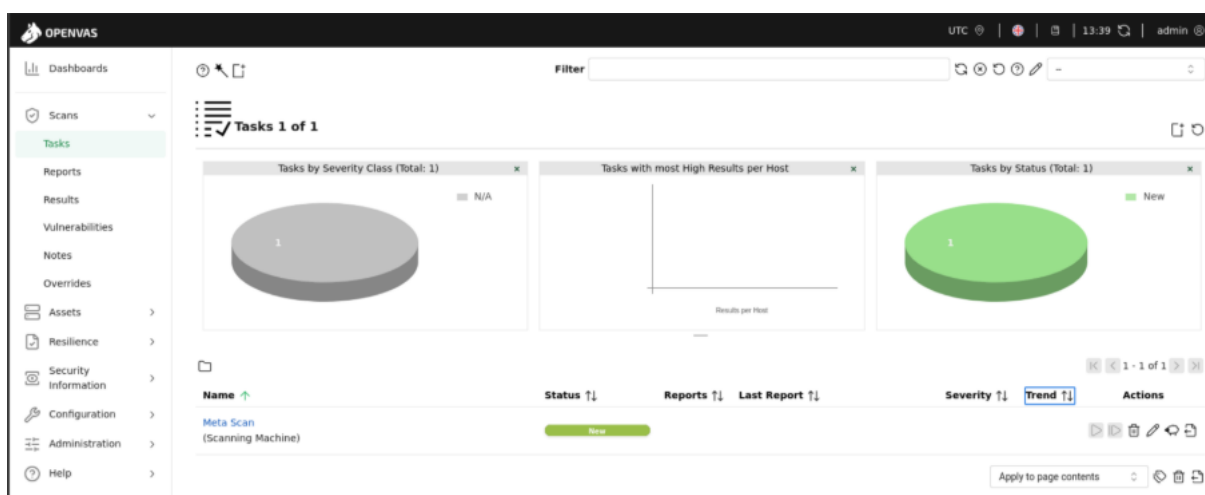 OPENVAS
UTC
13:39
admin
Dashboards
Filter
–
Scans
Tasks
Reports
Results
Vulnerabilities
Notes
Overrides
Assets
Resilience
Security
Information
Configuration
Administration
Help
Tasks 1 of 1
Tasks by Severity Class (Total: 1)
×
N/A
1
Tasks with most High Results per Host
×
Results per Host
Tasks by Status (Total: 1)
×
New
1
1 - 1 of 1
Name Status Reports Last Report Severity Trend Actions
Meta Scan
(Scanning Machine)
New
Apply to page contents